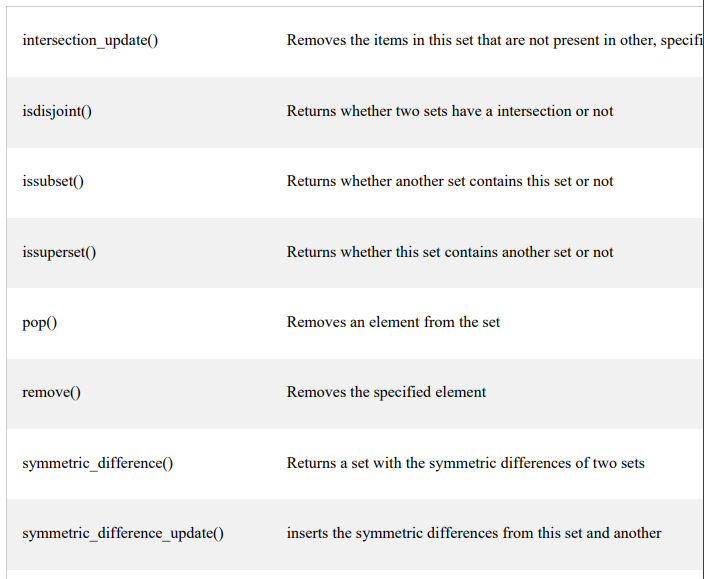 intersection_update() Removes the items in this set that are not present in other, specifi
isdisjoint() Returns whether two sets have a intersection or not
issubset() Returns whether another set contains this set or not
issuperset() Returns whether this set contains another set or not
pop() Removes an element from the set
remove() Removes the specified element
symmetric_difference() Returns a set with the symmetric differences of two sets
symmetric_difference_update() inserts the symmetric differences from this set and another